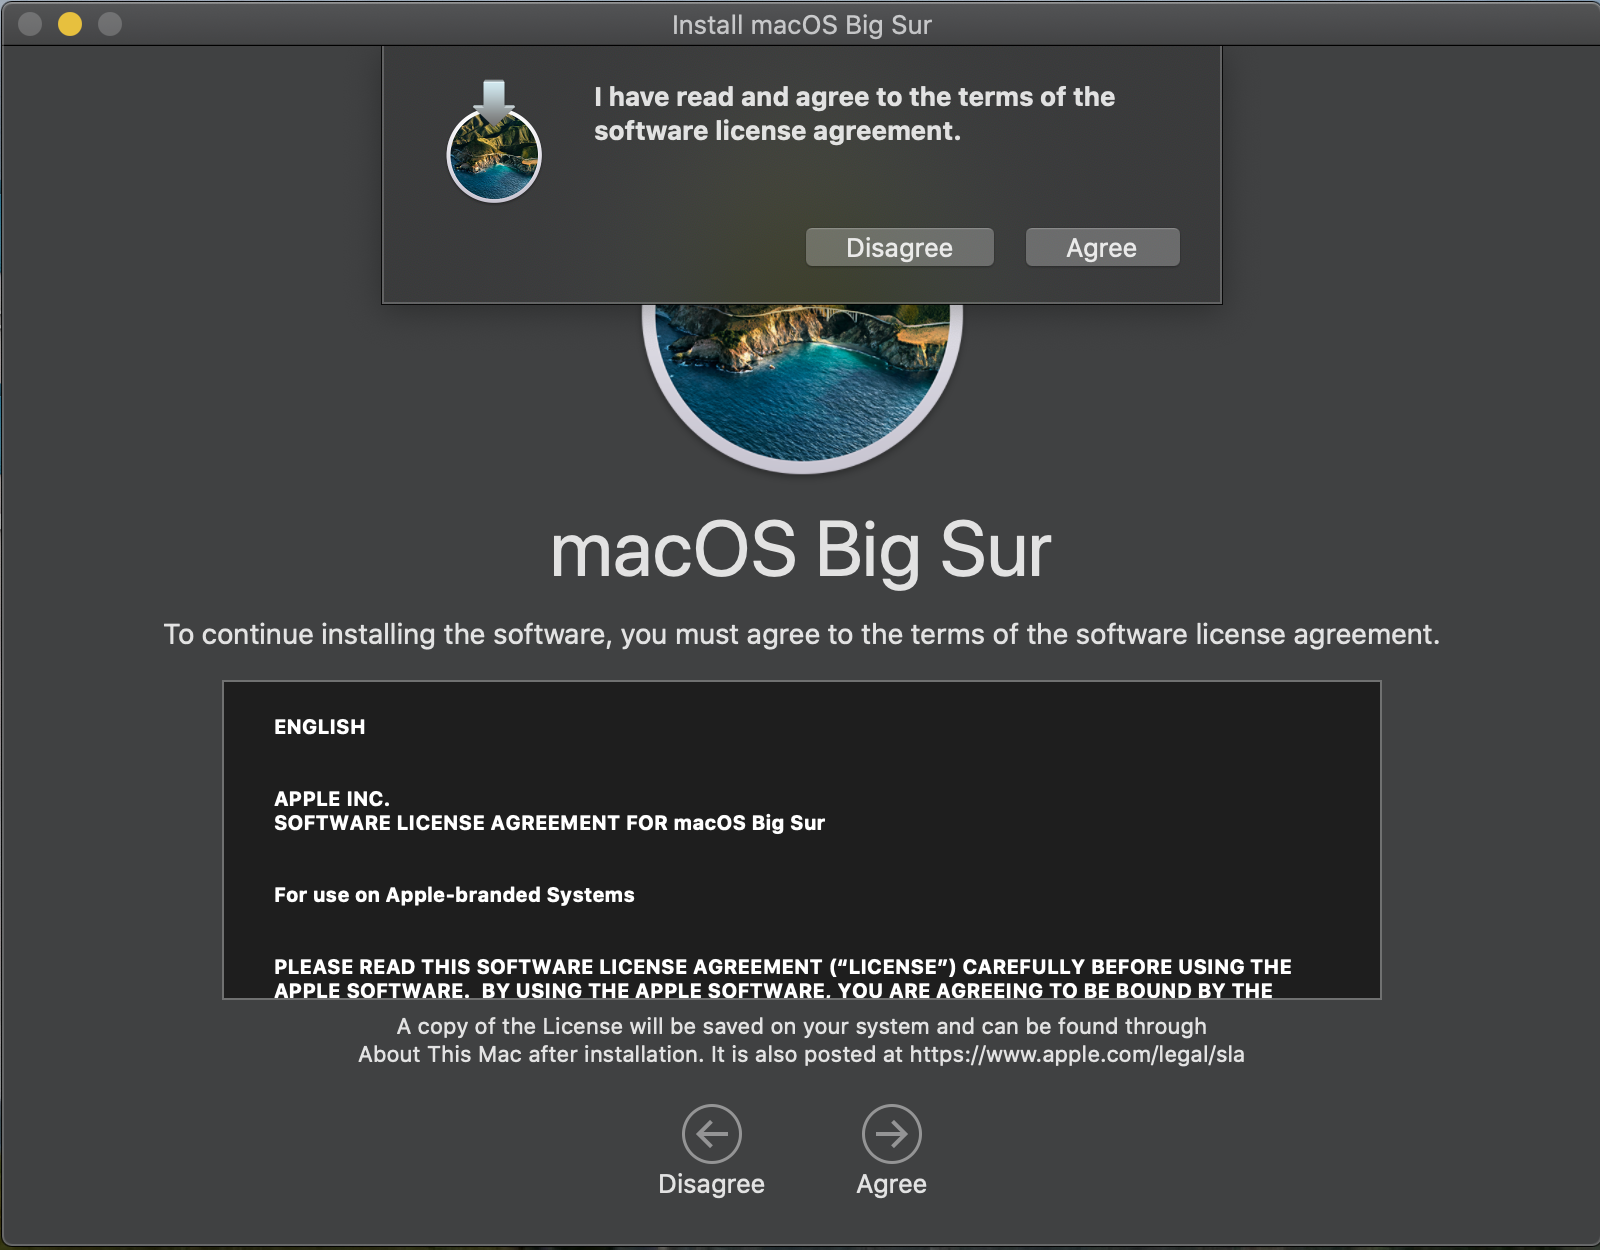 Install macOS Big Sur
I have read and agree to the terms of the
software license agreement.
Disagree
Agree
macOS Big Sur
To continue installing the software, you must agree to the terms of the software license agreement.
ENGLISH
APPLE INC.
SOFTWARE LICENSE AGREEMENT FOR macOS Big Sur
For use on Apple-branded Systems
PLEASE READ THIS SOFTWARE LICENSE AGREEMENT (“LICENSE”) CAREFULLY BEFORE USING THE
APPLE SOFTWARE.  BY USING THE APPLE SOFTWARE, YOU ARE AGREEING TO BE BOUND BY THE
A copy of the License will be saved on your system and can be found through
About This Mac after installation. It is also posted at https://www.apple.com/legal/sla
Disagree
Agree